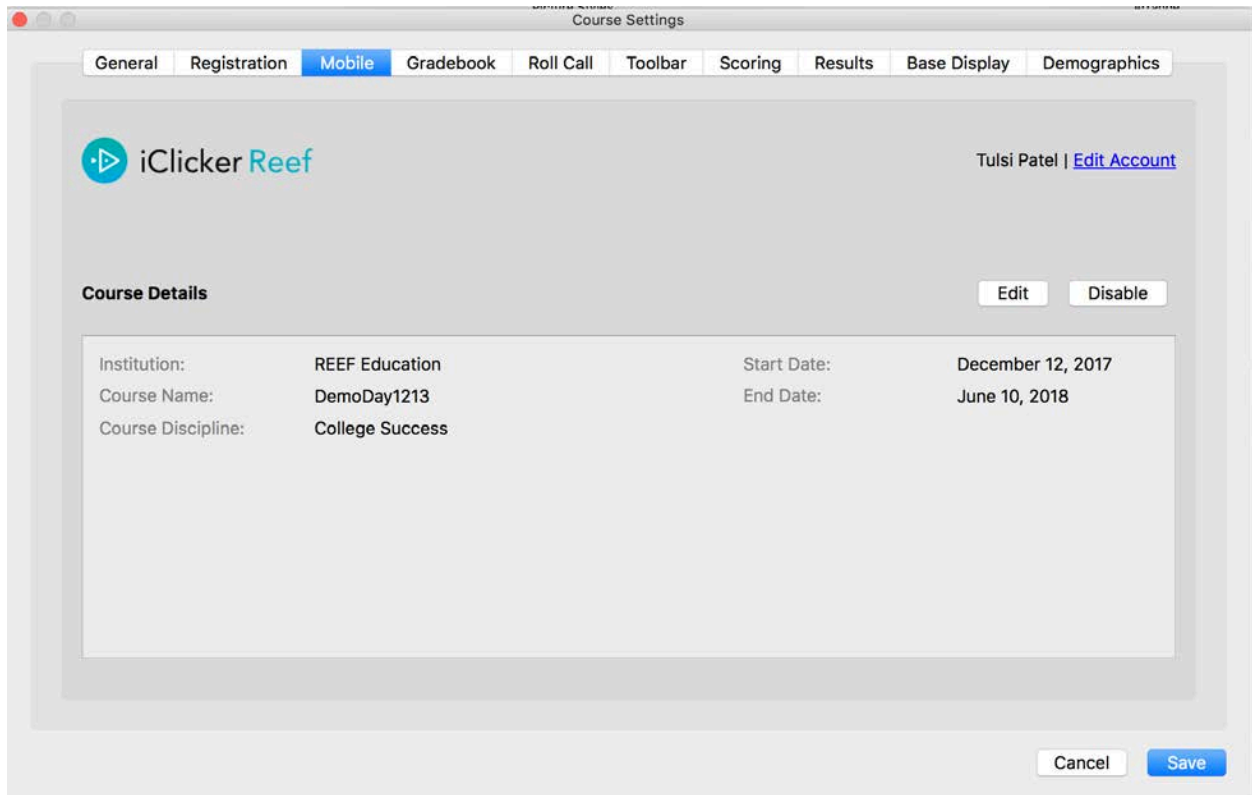 Course Settings
General Registration Mobile Gradebook Roll Call Toolbar Scoring Results Base Display Demographics
iClicker Reef
Tulsi Patel | Edit Account
Course Details
Edit Disable
Institution: REEF Education Start Date: December 12, 2017
Course Name: DemoDay1213 End Date: June 10, 2018
Course Discipline: College Success
Cancel Save